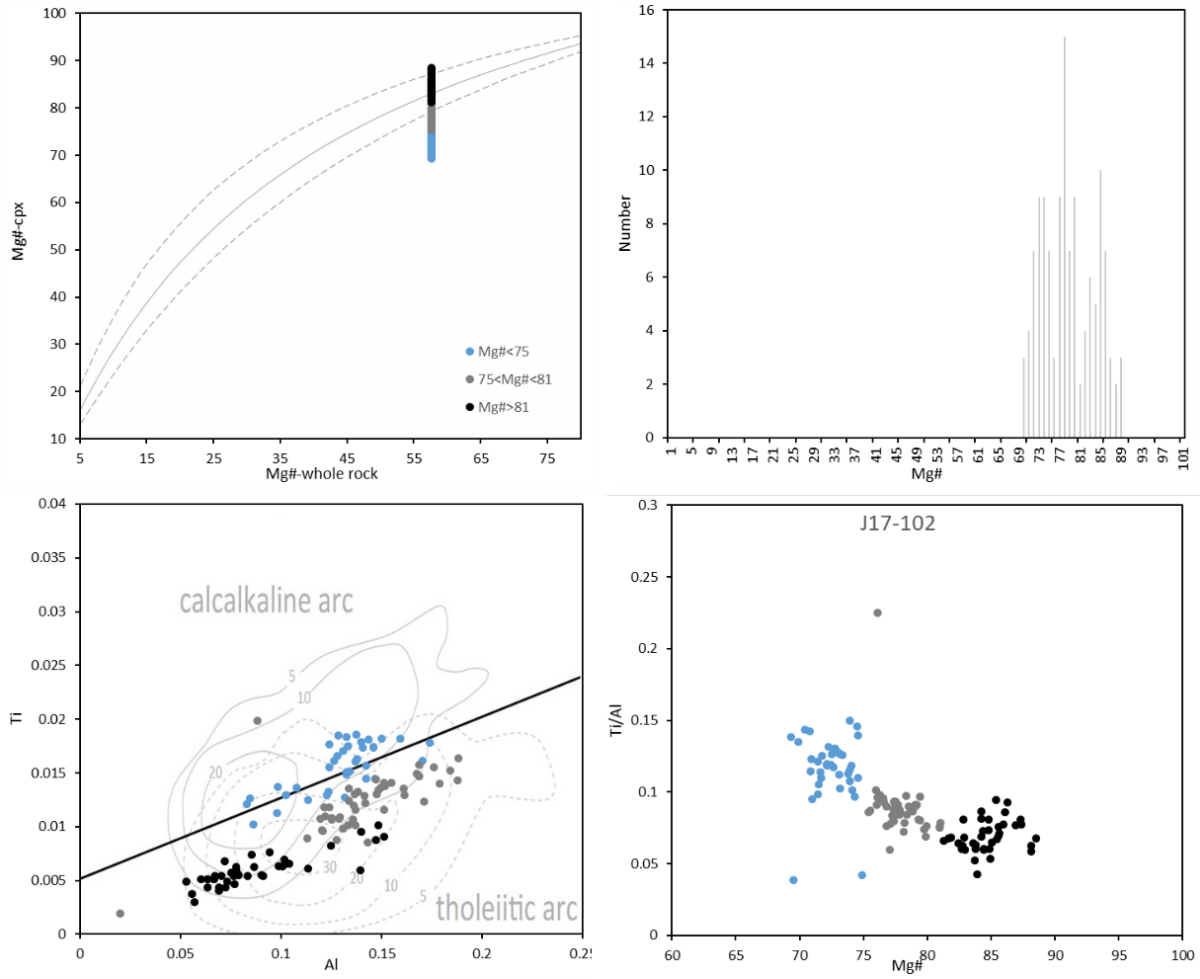 100
90
80
70
60
50
40
30
20
10
Mg#-cpx
5 15 25 35 45 55 65 75
Mg#-whole rock
Mg#<75
75<Mg#<81
Mg#>81
16
14
12
10
8
6
4
2
0
Number
1 5 9 13 17 21 25 29 33 37 41 45 49 53 57 61 65 69 73 77 81 85 89 93 97 101
Mg#
0.04
0.035
0.03
0.025
0.02
0.015
0.01
0.005
0
Ti
calcalkaline arc
5
10
20
30
20
10
5
tholeiitic arc
0 0.05 0.1 0.15 0.2 0.25
Al
J17-102
0.3
0.25
0.2
0.15
0.1
0.05
0
Ti/Al
60 65 70 75 80 85 90 95 100
Mg#